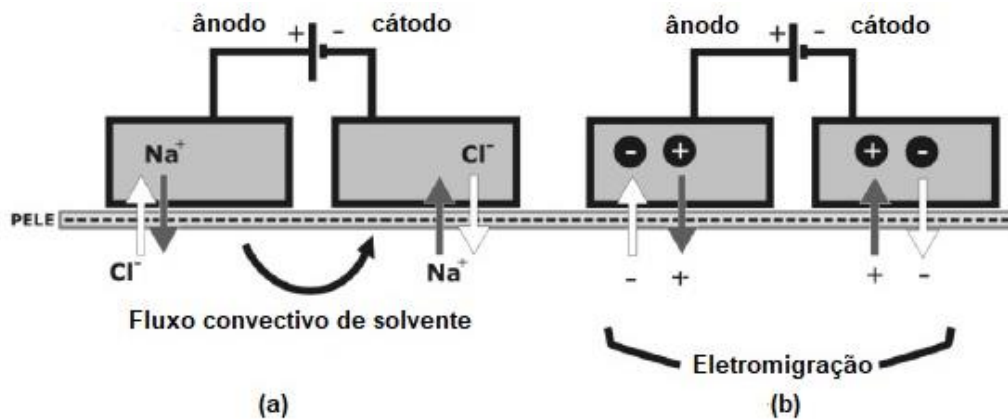 ânodo + - cátodo
ânodo + - cátodo
Na⁺ Cl⁻
- + + -
PELE
Cl⁻ Na⁺
- + + -
Fluxo convectivo de solvente
Eletromigração
(a) (b)